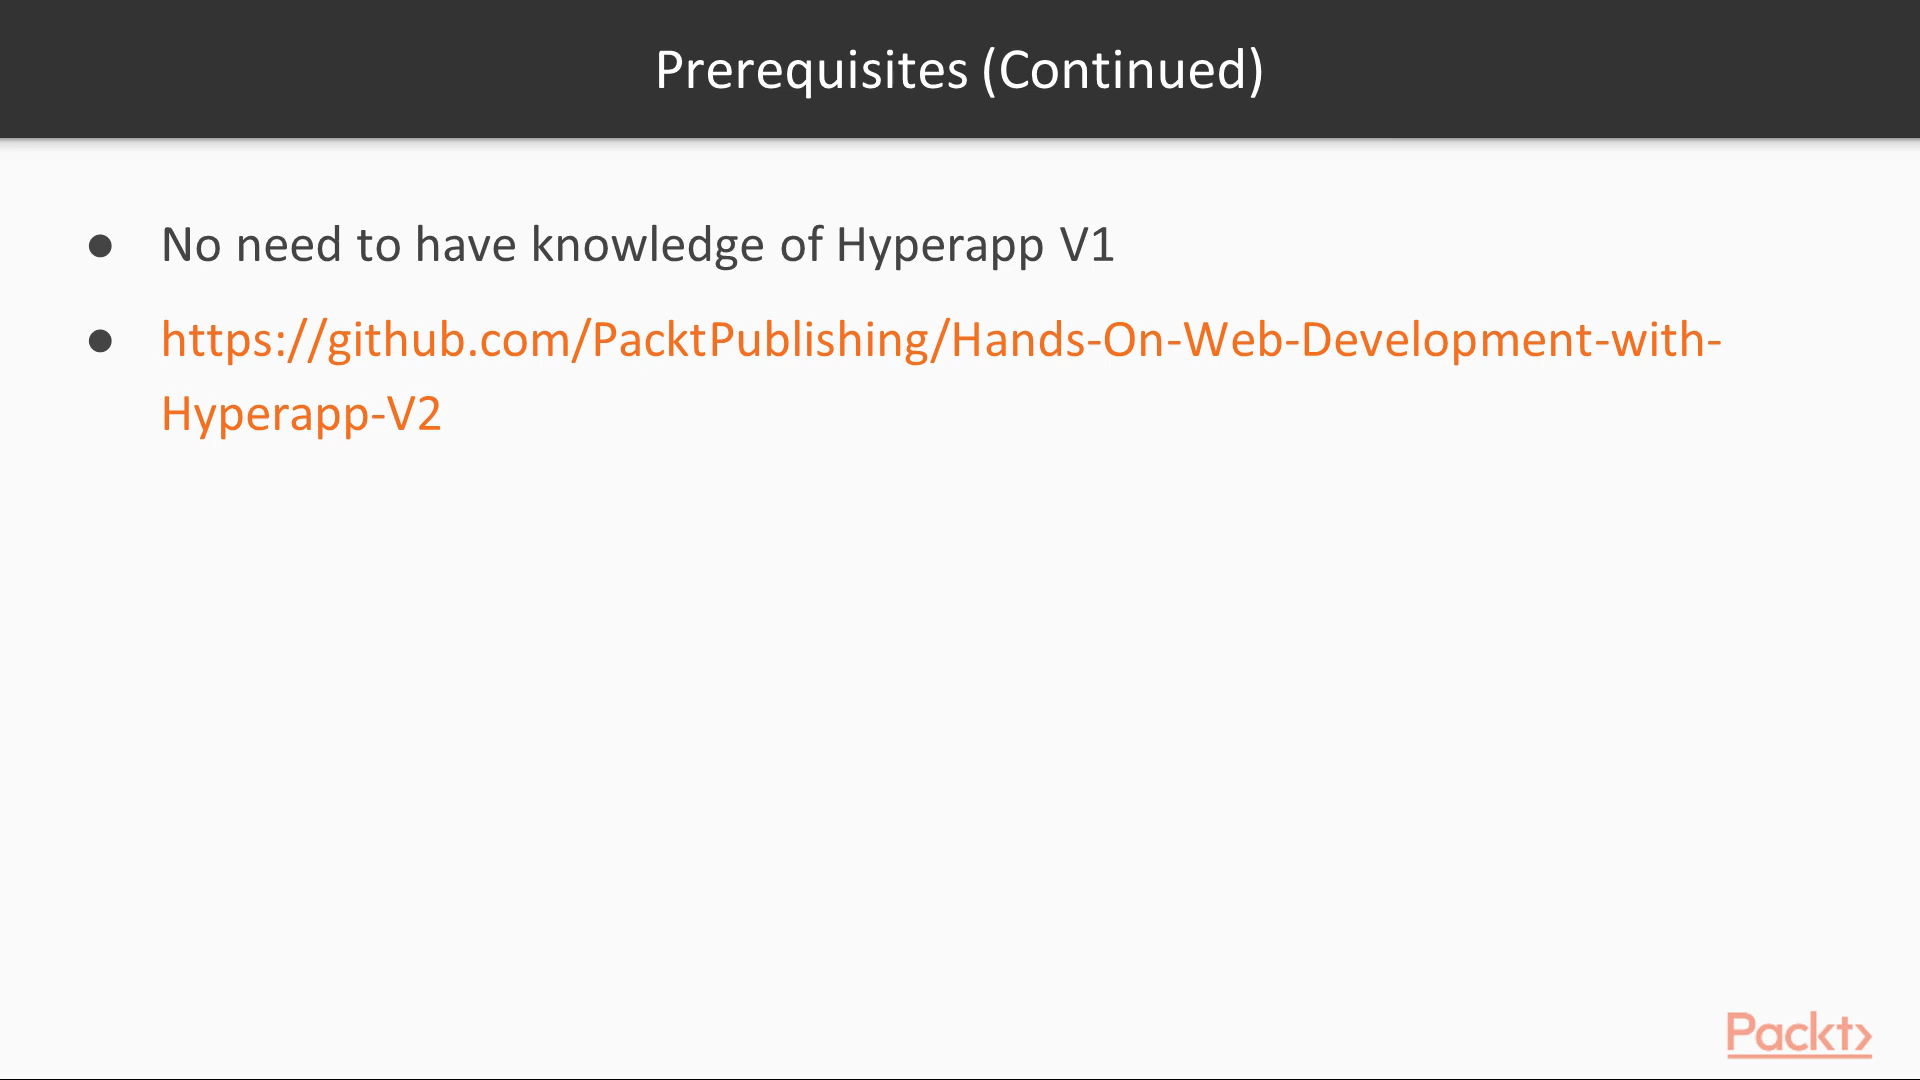 Prerequisites (Continued)
● No need to have knowledge of Hyperapp V1
● https://github.com/PacktPublishing/Hands-On-Web-Development-with-
Hyperapp-V2
Packt>